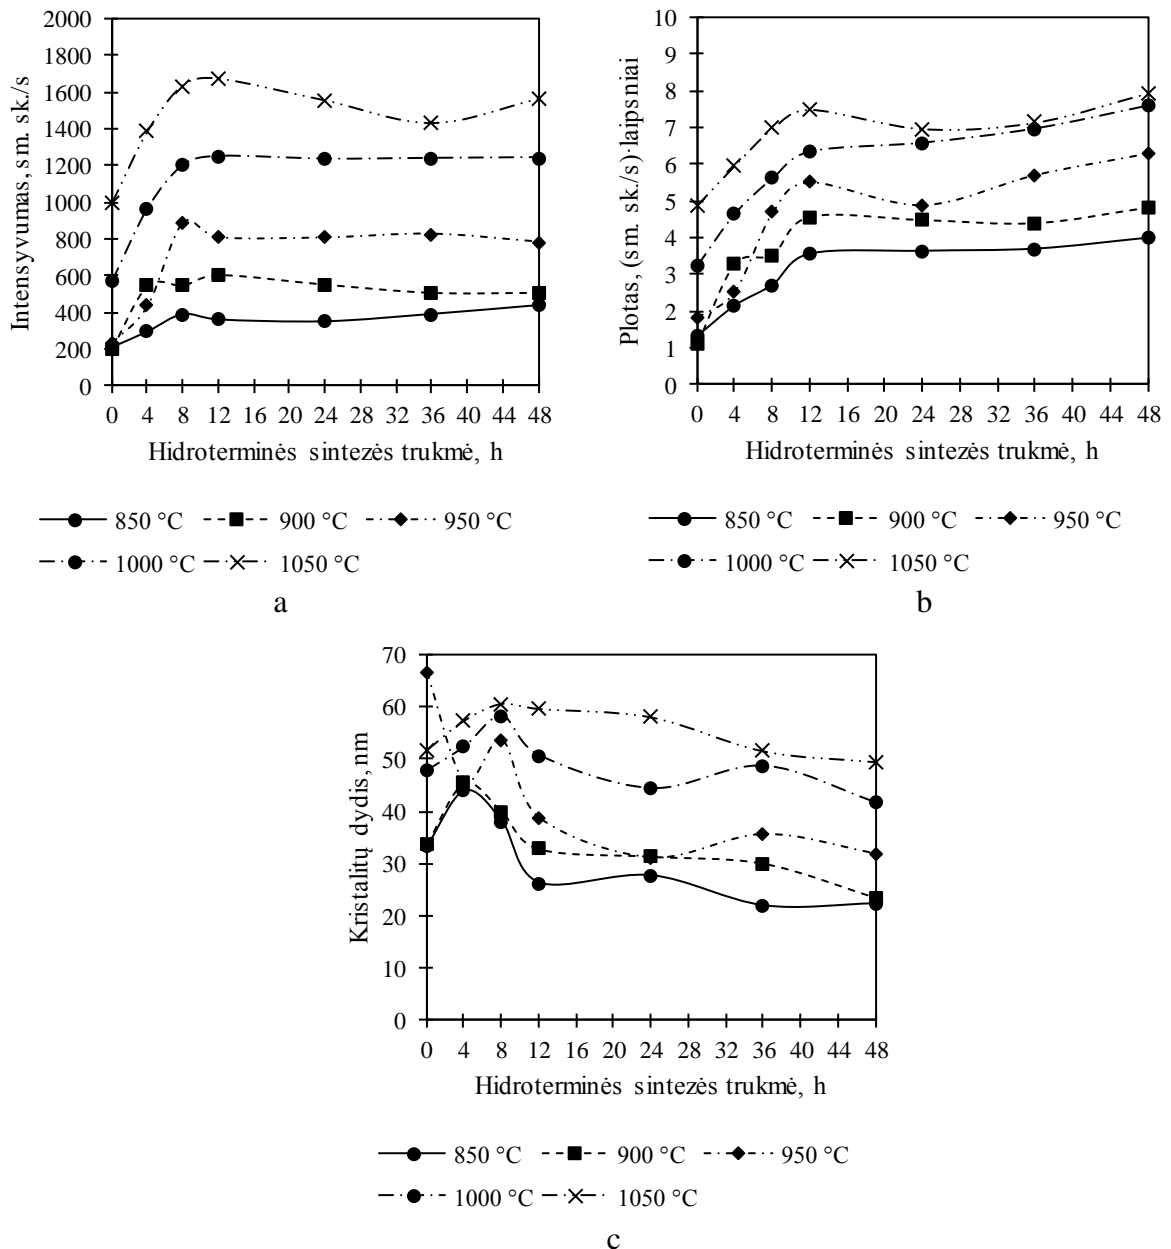 Intensyvumas, sm. sk./s
2000
1800
1600
1400
1200
1000
800
600
400
200
0
0 4 8 12 16 20 24 28 32 36 40 44 48
Hidroterminės sintezės trukmė, h
850 °C 900 °C 950 °C
1000 °C 1050 °C
a
Plotas, (sm. sk./s)·laipsniai
10
9
8
7
6
5
4
3
2
1
0
0 4 8 12 16 20 24 28 32 36 40 44 48
Hidroterminės sintezės trukmė, h
850 °C 900 °C 950 °C
1000 °C 1050 °C
b
Kristalitų dydis, nm
70
60
50
40
30
20
10
0
0 4 8 12 16 20 24 28 32 36 40 44 48
Hidroterminės sintezės trukmė, h
850 °C 900 °C 950 °C
1000 °C 1050 °C
c